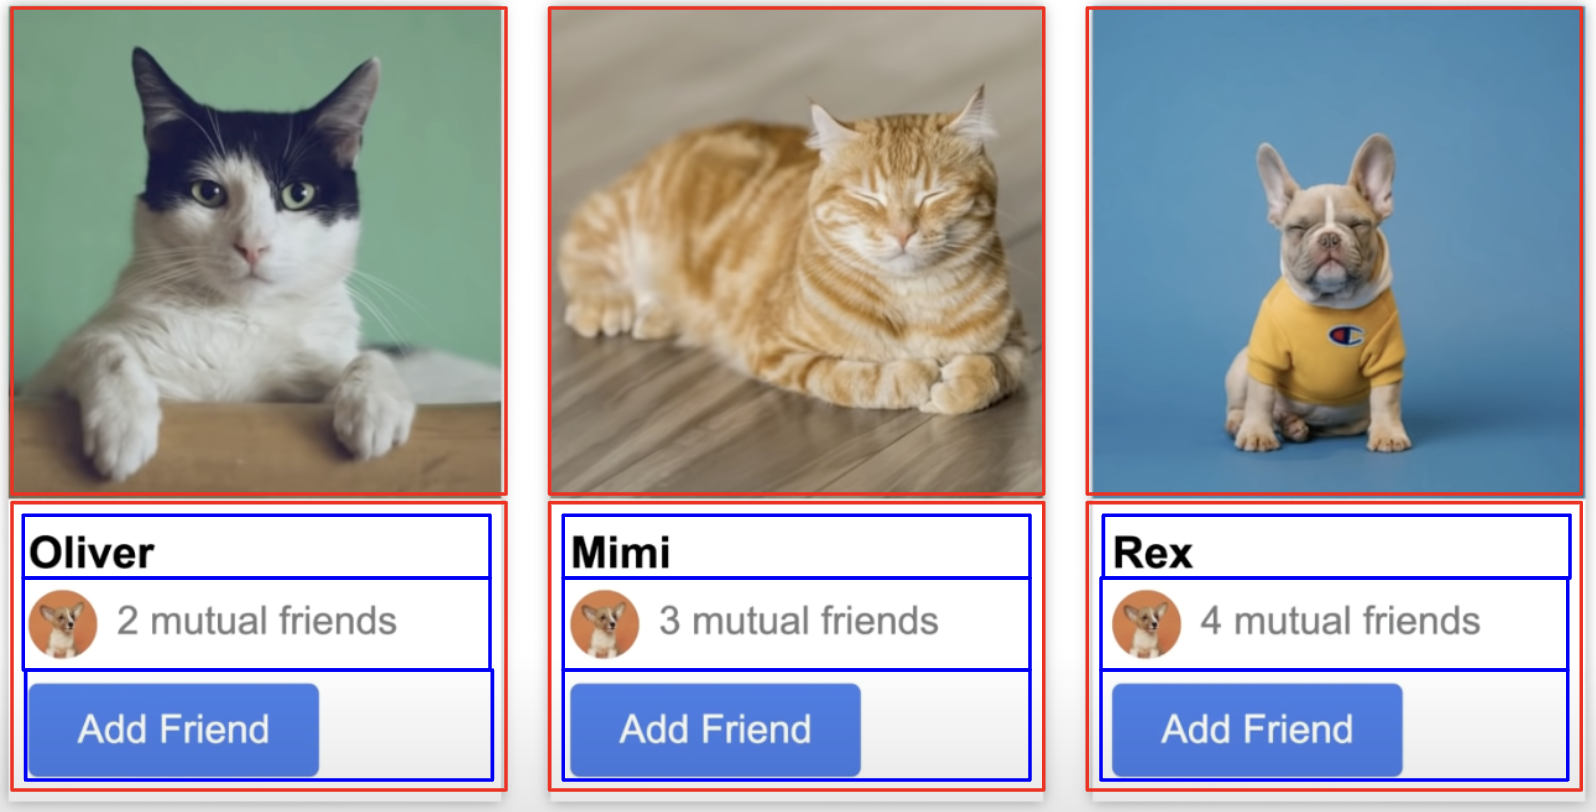 Oliver
2 mutual friends
Add Friend
Mimi
3 mutual friends
Add Friend
Rex
4 mutual friends
Add Friend